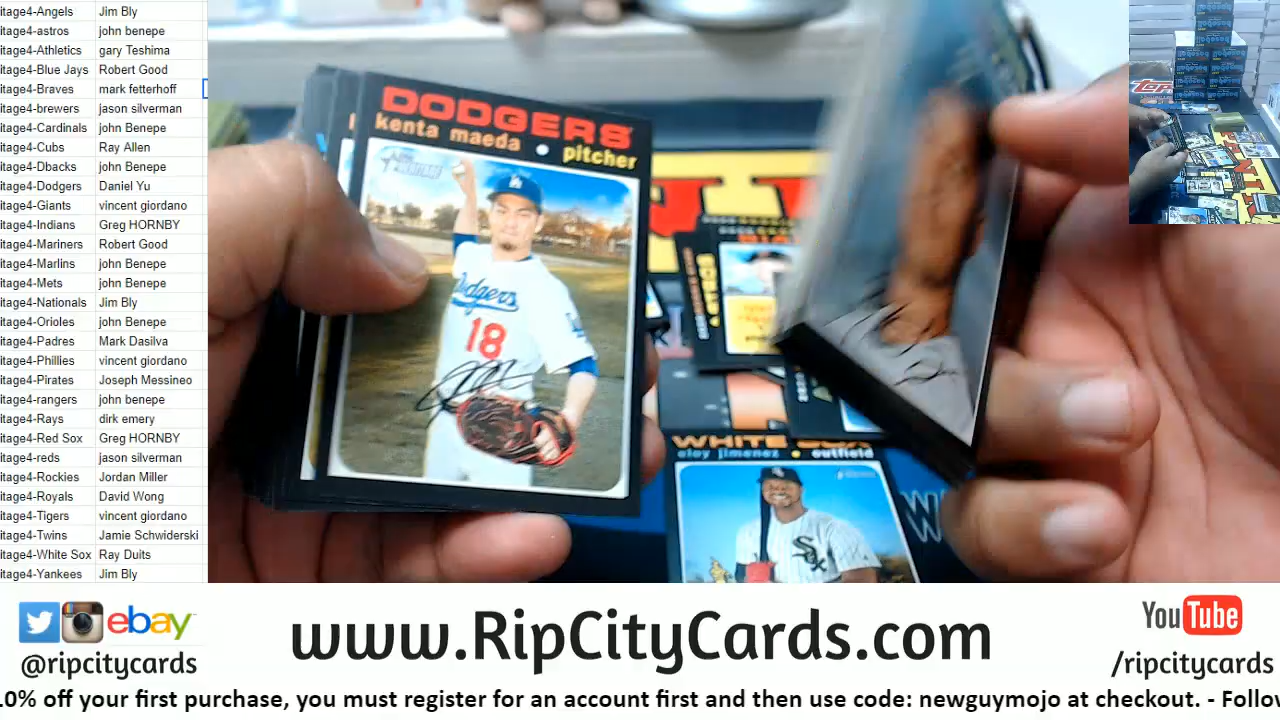 itage4-Angels Jim Bly
itage4-astros john benepe
itage4-Athletics gary Teshima
itage4-Blue Jays Robert Good
itage4-Braves mark fetterhoff
itage4-brewers jason silverman
itage4-Cardinals john Benepe
itage4-Cubs Ray Allen
itage4-Dbacks john Benepe
itage4-Dodgers Daniel Yu
itage4-Giants vincent giordano
itage4-Indians Greg HORNBY
itage4-Mariners Robert Good
itage4-Marlins john Benepe
itage4-Mets john Benepe
itage4-Nationals Jim Bly
itage4-Orioles john Benepe
itage4-Padres Mark Dasilva
itage4-Phillies vincent giordano
itage4-Pirates Joseph Messineo
itage4-rangers john benepe
itage4-Rays dirk emery
itage4-Red Sox Greg HORNBY
itage4-reds jason silverman
itage4-Rockies Jordan Miller
itage4-Royals David Wong
itage4-Tigers vincent giordano
itage4-Twins Jamie Schwiderski
itage4-White Sox Ray Duits
itage4-Yankees Jim Bly
DODGERS
kenta maeda • pitcher
Dodgers
18
WHITE SOX
eloy jimenez • outfield
ebay
@ripcitycards
www.RipCityCards.com
YouTube
/ripcitycards
.0% off your first purchase, you must register for an account first and then use code: newguymojo at checkout. - Follov